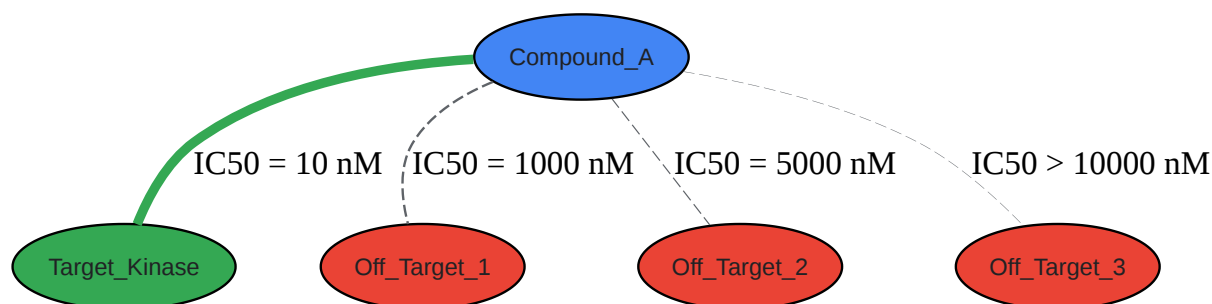 Compound_A
IC50 = 10 nM
IC50 = 1000 nM
IC50 = 5000 nM
IC50 > 10000 nM
Target_Kinase
Off_Target_1
Off_Target_2
Off_Target_3